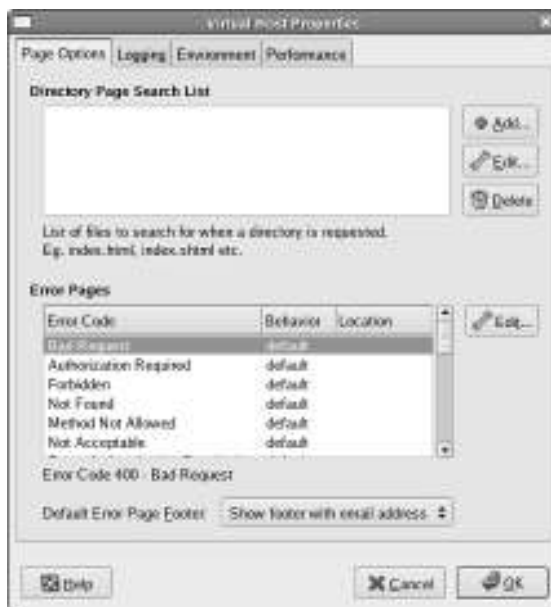 Virtual Host Properties
Page Options Logging Environment Performance
Directory Page Search List
Add...
Edit...
Delete
List of files to search for when a directory is requested.
Eg. index.html, index.shtml etc.
Error Pages
Error Code Behavior Location
Edit...
Bad Request default
Authorization Required default
Forbidden default
Not Found default
Method Not Allowed default
Not Acceptable default
Error Code 400 - Bad Request
Default Error Page Footer: Show footer with email address
Help Cancel OK